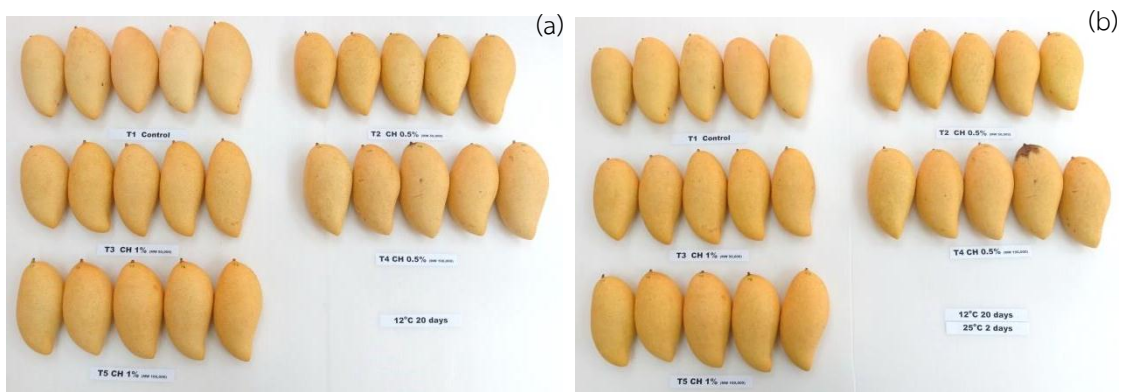 (a)
T1 Control
T2 CH 0.5%
T3 CH 1%
T4 CH 0.5%
12°C 20 days
T5 CH 1%
(b)
T1 Control
T2 CH 0.5%
T3 CH 1%
T4 CH 0.5%
12°C 20 days
25°C 2 days
T5 CH 1%